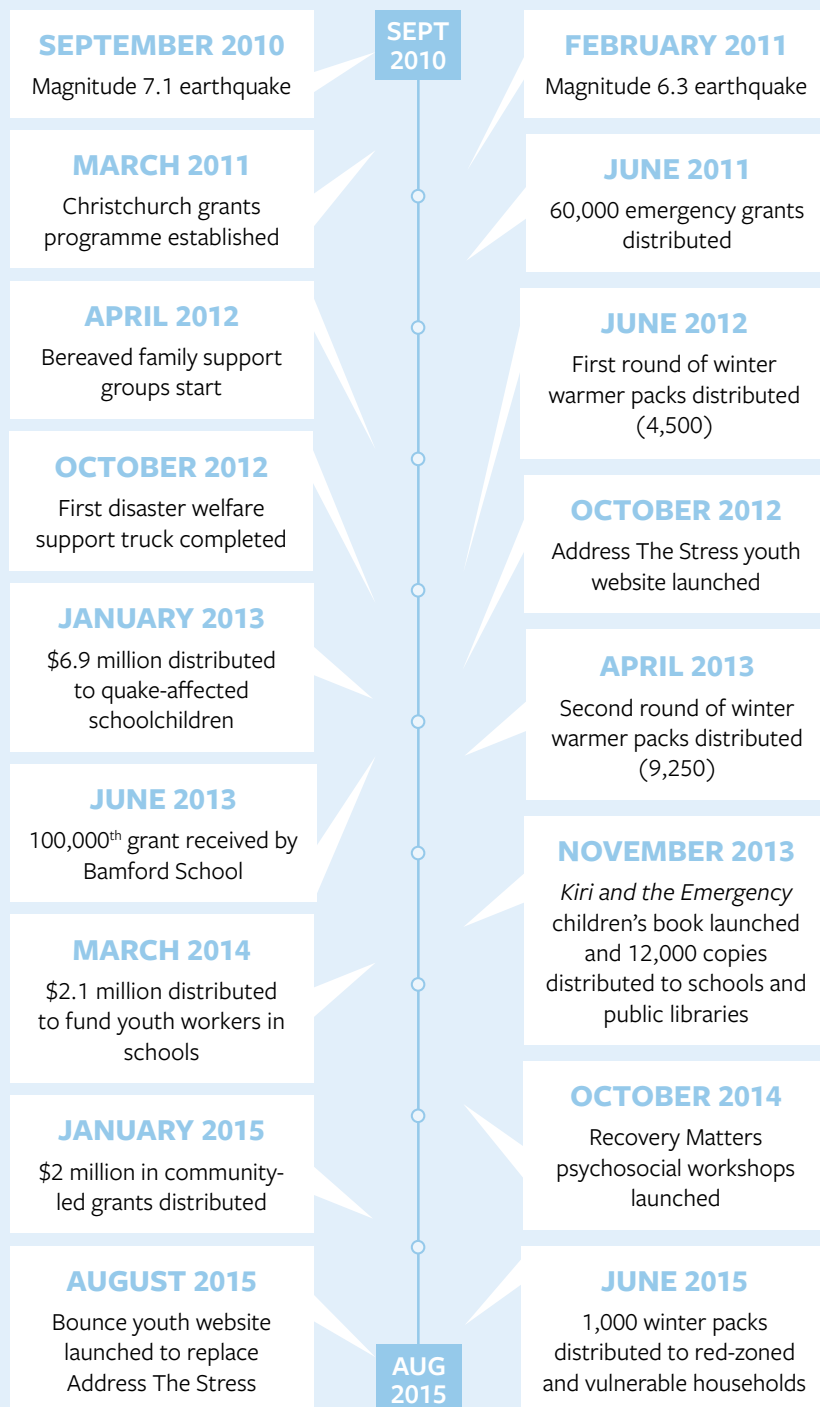 SEPT
2010
SEPTEMBER 2010
Magnitude 7.1 earthquake
FEBRUARY 2011
Magnitude 6.3 earthquake
MARCH 2011
Christchurch grants
programme established
JUNE 2011
60,000 emergency grants
distributed
APRIL 2012
Bereaved family support
groups start
JUNE 2012
First round of winter
warmer packs distributed
(4,500)
OCTOBER 2012
First disaster welfare
support truck completed
OCTOBER 2012
Address The Stress youth
website launched
JANUARY 2013
$6.9 million distributed
to quake-affected
schoolchildren
APRIL 2013
Second round of winter
warmer packs distributed
(9,250)
JUNE 2013
100,000th grant received by
Bamford School
NOVEMBER 2013
Kiri and the Emergency
children’s book launched
and 12,000 copies
distributed to schools and
public libraries
MARCH 2014
$2.1 million distributed
to fund youth workers in
schools
OCTOBER 2014
Recovery Matters
psychosocial workshops
launched
JANUARY 2015
$2 million in community-
led grants distributed
JUNE 2015
1,000 winter packs
distributed to red-zoned
and vulnerable households
AUGUST 2015
Bounce youth website
launched to replace
Address The Stress
AUG
2015